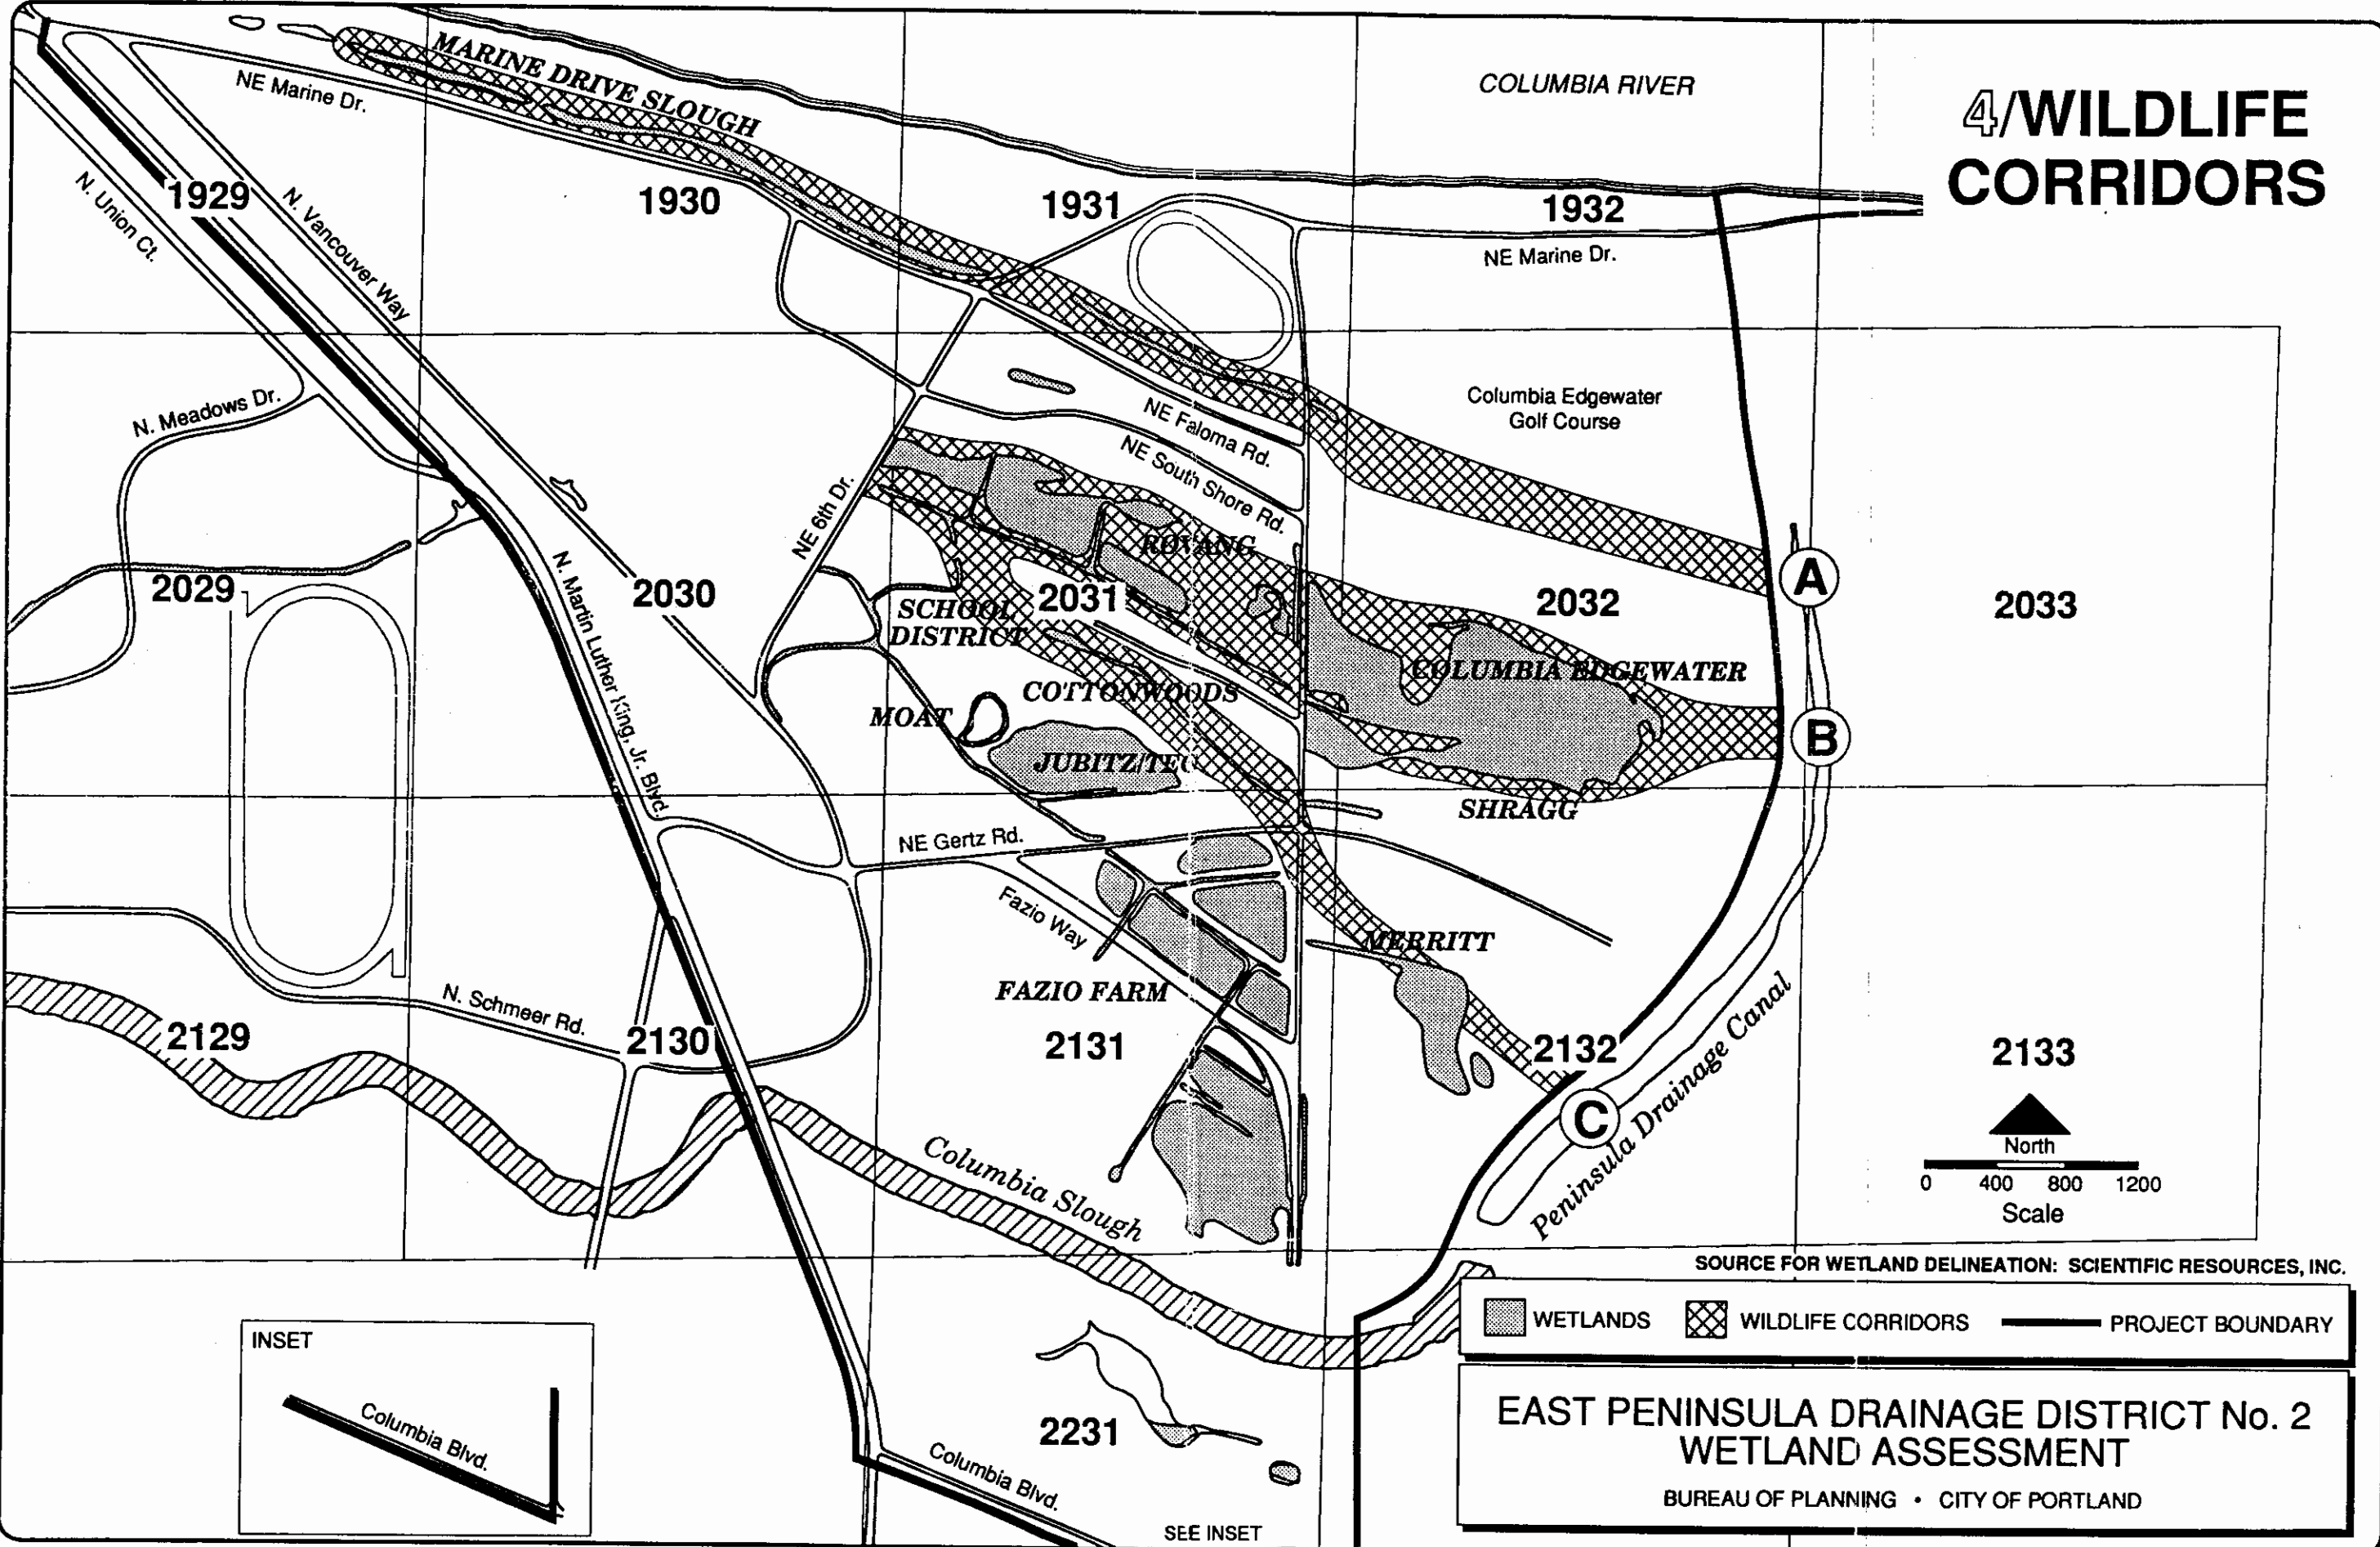 4/WILDLIFE
CORRIDORS
COLUMBIA RIVER
MARINE DRIVE SLOUGH
NE Marine Dr.
1929
1930
1931
1932
N. Union Ct.
N. Vancouver Way
NE Marine Dr.
N. Meadows Dr.
Columbia Edgewater
Golf Course
NE Faloma Rd.
NE South Shore Rd.
NE 6th Dr.
ROVANG
A
2029
N. Martin Luther King, Jr. Blvd.
2030
SCHOOL
DISTRICT
2031
2032
2033
COLUMBIA EDGEWATER
COTTONWOODS
MOAT
B
JUBITZ/TEC
SHRAGG
NE Gertz Rd.
Fazio Way
MERRITT
FAZIO FARM
N. Schmeer Rd.
2129
2130
2131
2132
2133
Peninsula Drainage Canal
C
Columbia Slough
North
0 400 800 1200
Scale
SOURCE FOR WETLAND DELINEATION: SCIENTIFIC RESOURCES, INC.
WETLANDS
WILDLIFE CORRIDORS
PROJECT BOUNDARY
INSET
Columbia Blvd.
2231
Columbia Blvd.
SEE INSET
EAST PENINSULA DRAINAGE DISTRICT No. 2
WETLAND ASSESSMENT
BUREAU OF PLANNING • CITY OF PORTLAND